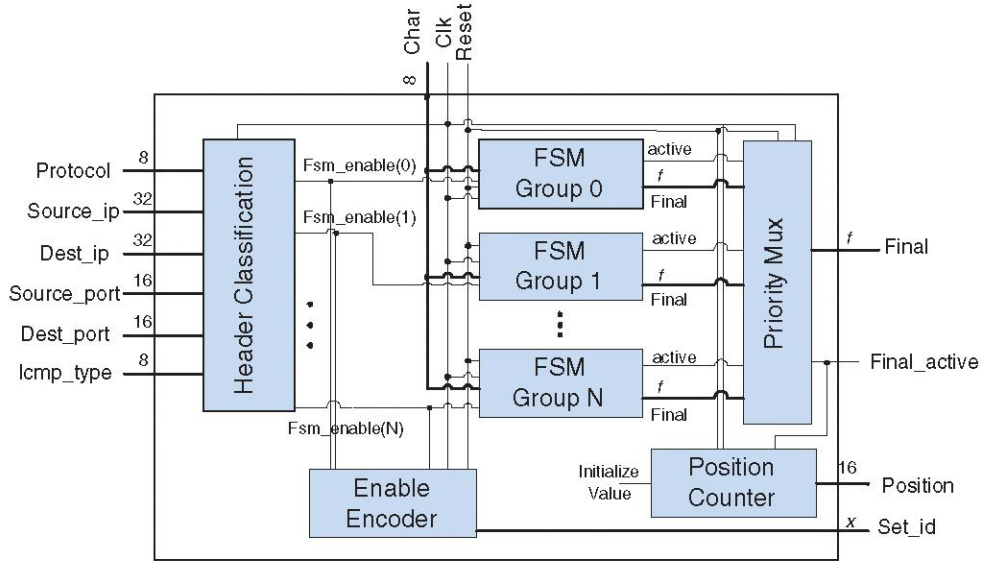 Char
Clk
Reset
8
Protocol
8
Source_ip
32
Dest_ip
32
Source_port
16
Dest_port
16
Icmp_type
8
Header Classification
Fsm_enable(0)
Fsm_enable(1)
Fsm_enable(N)
FSM
Group 0
active
f
Final
FSM
Group 1
active
f
Final
FSM
Group N
active
f
Final
Priority Mux
f
Final
Final_active
Enable
Encoder
Initialize
Value
Position
Counter
16
Position
x
Set_id